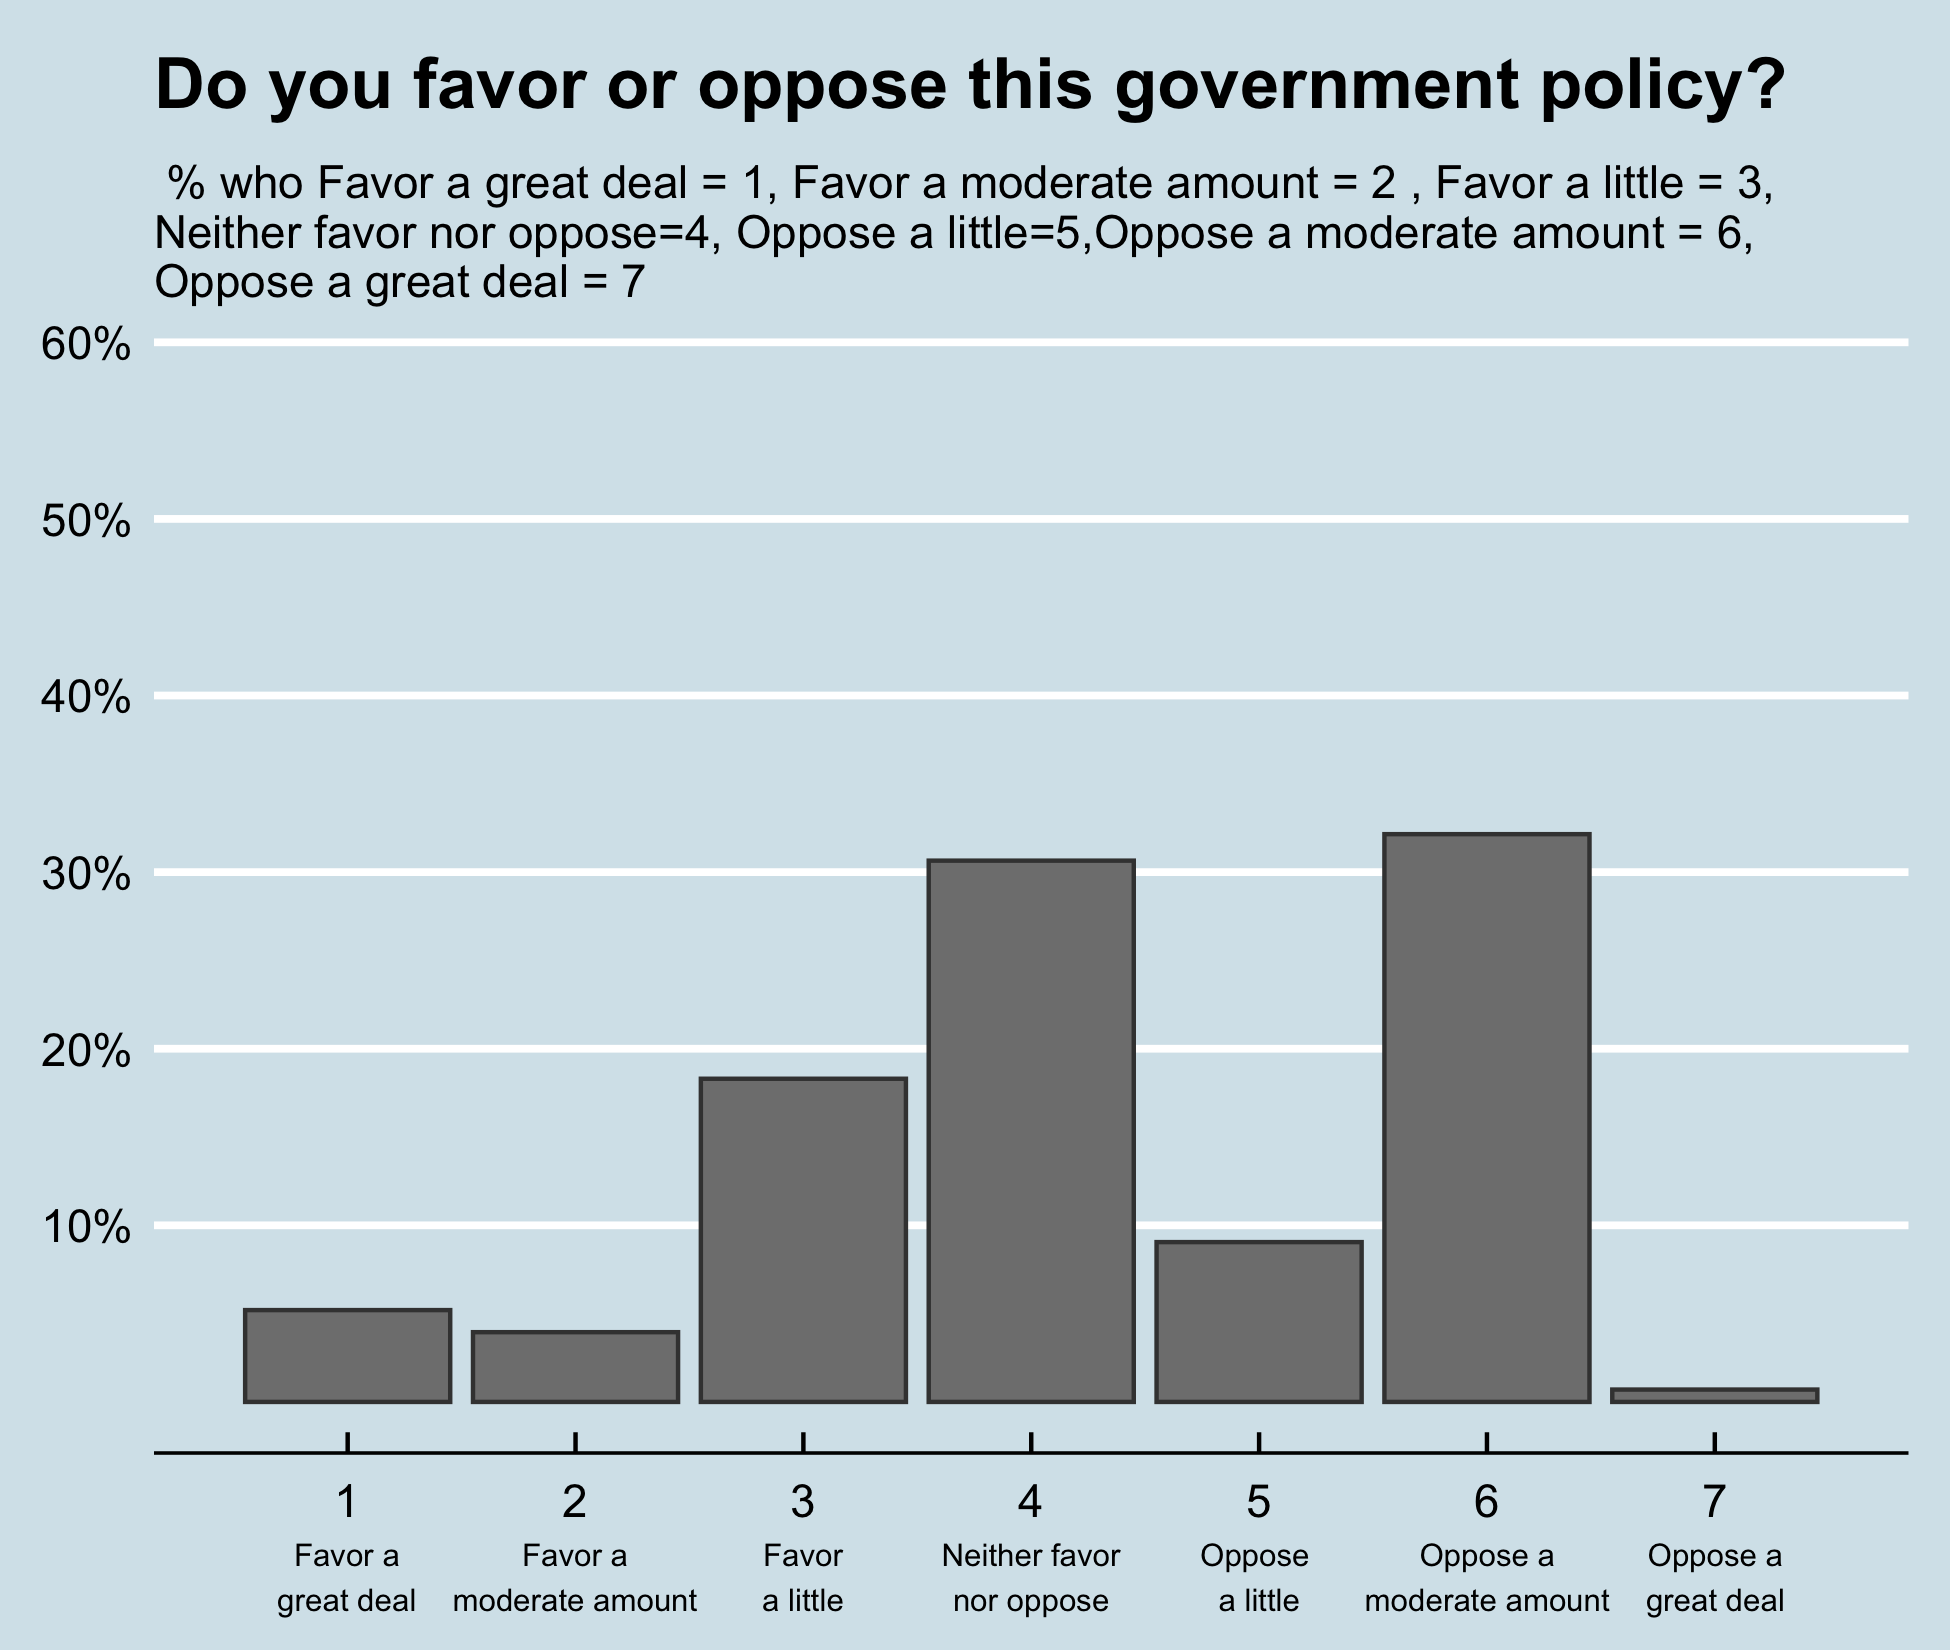 Do you favor or oppose this government policy?
% who Favor a great deal = 1, Favor a moderate amount = 2 , Favor a little = 3,
Neither favor nor oppose=4, Oppose a little=5,Oppose a moderate amount = 6,
Oppose a great deal = 7
60%
50%
40%
30%
20%
10%
1 2 3 4 5 6 7
Favor a Favor a Favor Neither favor Oppose Oppose a Oppose a
great deal moderate amount a little nor oppose a little moderate amount great deal